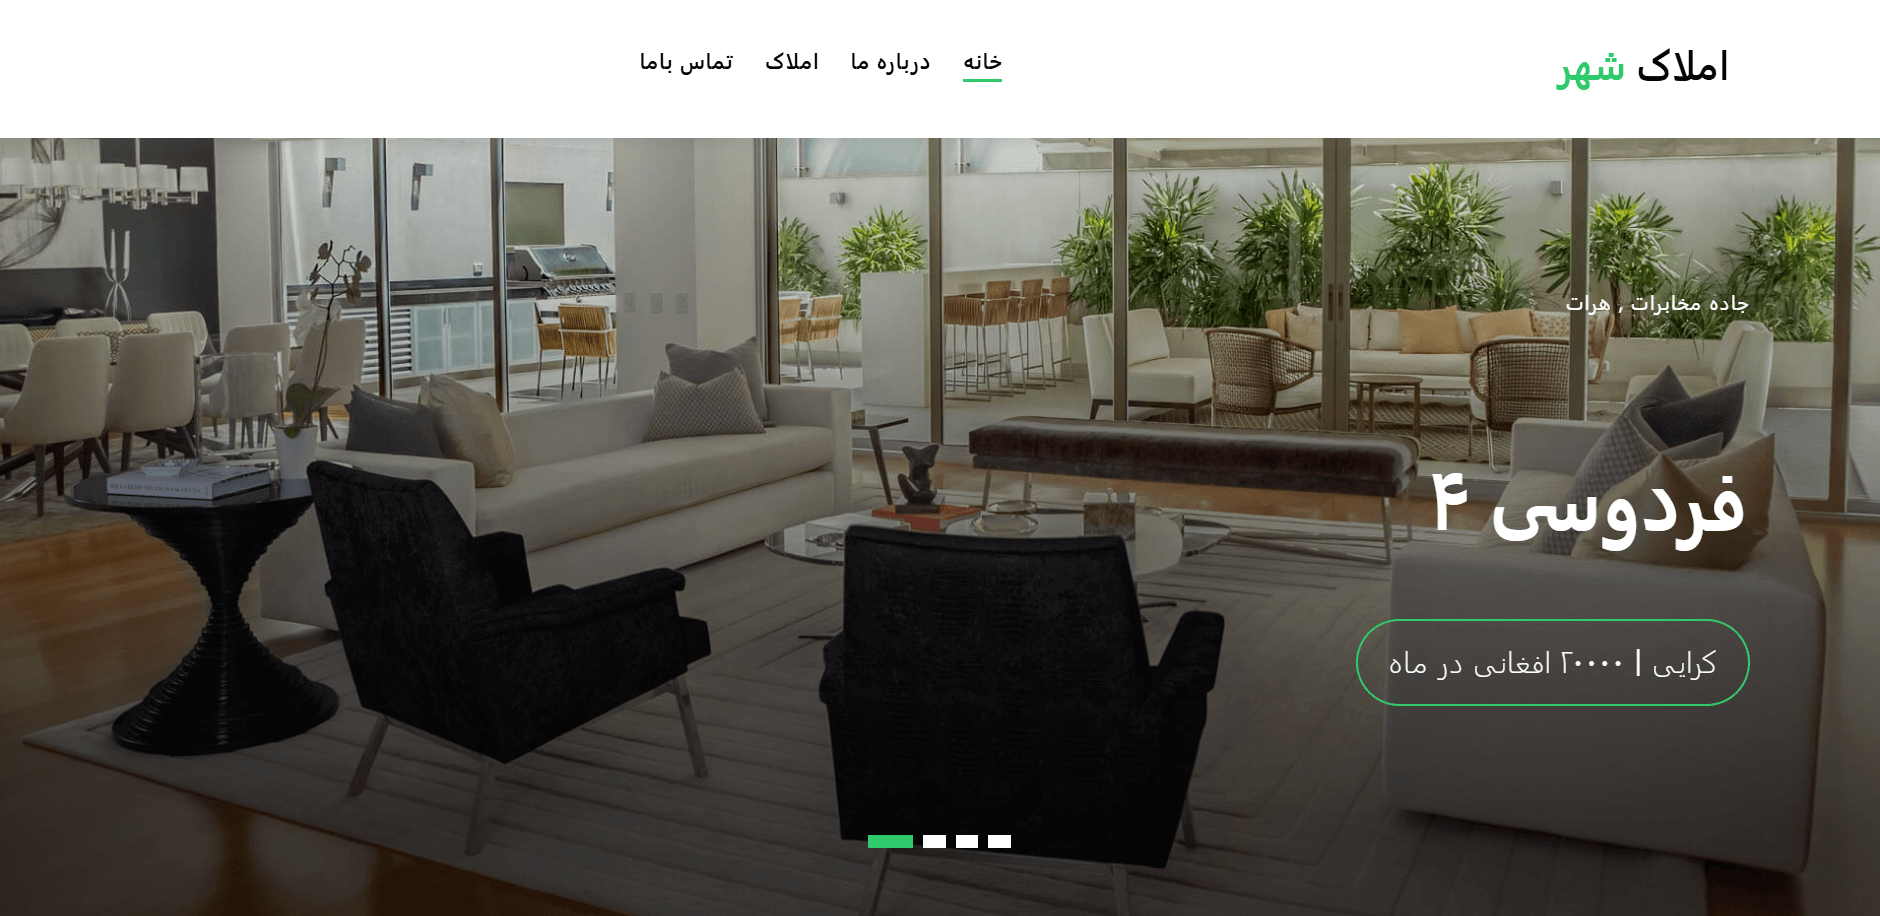 املاک شهر
خانه درباره ما املاک تماس باما
جاده مخابرات , هرات
فردوسی ۴
کرایی | ۲۰۰۰۰ افغانی در ماه